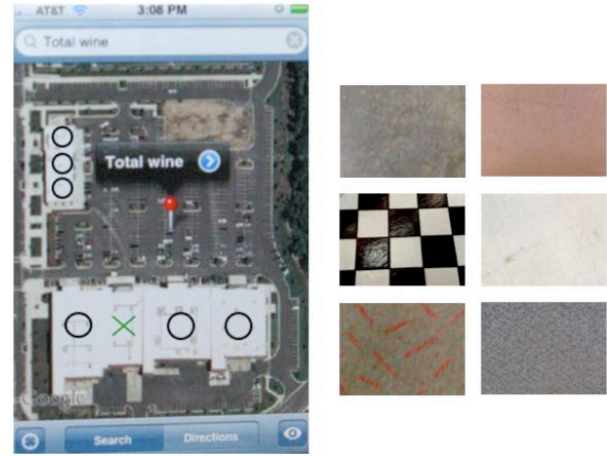 AT&T 3:08 PM
Total wine
Total wine
Google
Search Directions